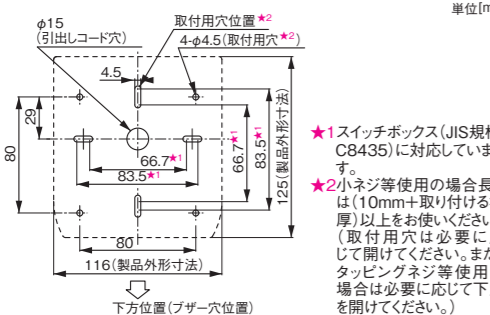 単位[m
φ15
(引出しコード穴)
取付用穴位置★2
4-φ4.5(取付用穴★2)
4.5
29
80
66.7★1
83.5★1
66.7★1
83.5★1
125(製品外形寸法)
80
116(製品外形寸法)
下方位置(ブザー穴位置)
★1スイッチボックス(JIS規格
C8435)に対応していま
す。
★2小ネジ等使用の場合長
は(10mm+取り付ける
厚)以上をお使いください
(取付用穴は必要に
じて開けてください。また
タッピングネジ等使用
場合は必要に応じて下
を開けてください。)